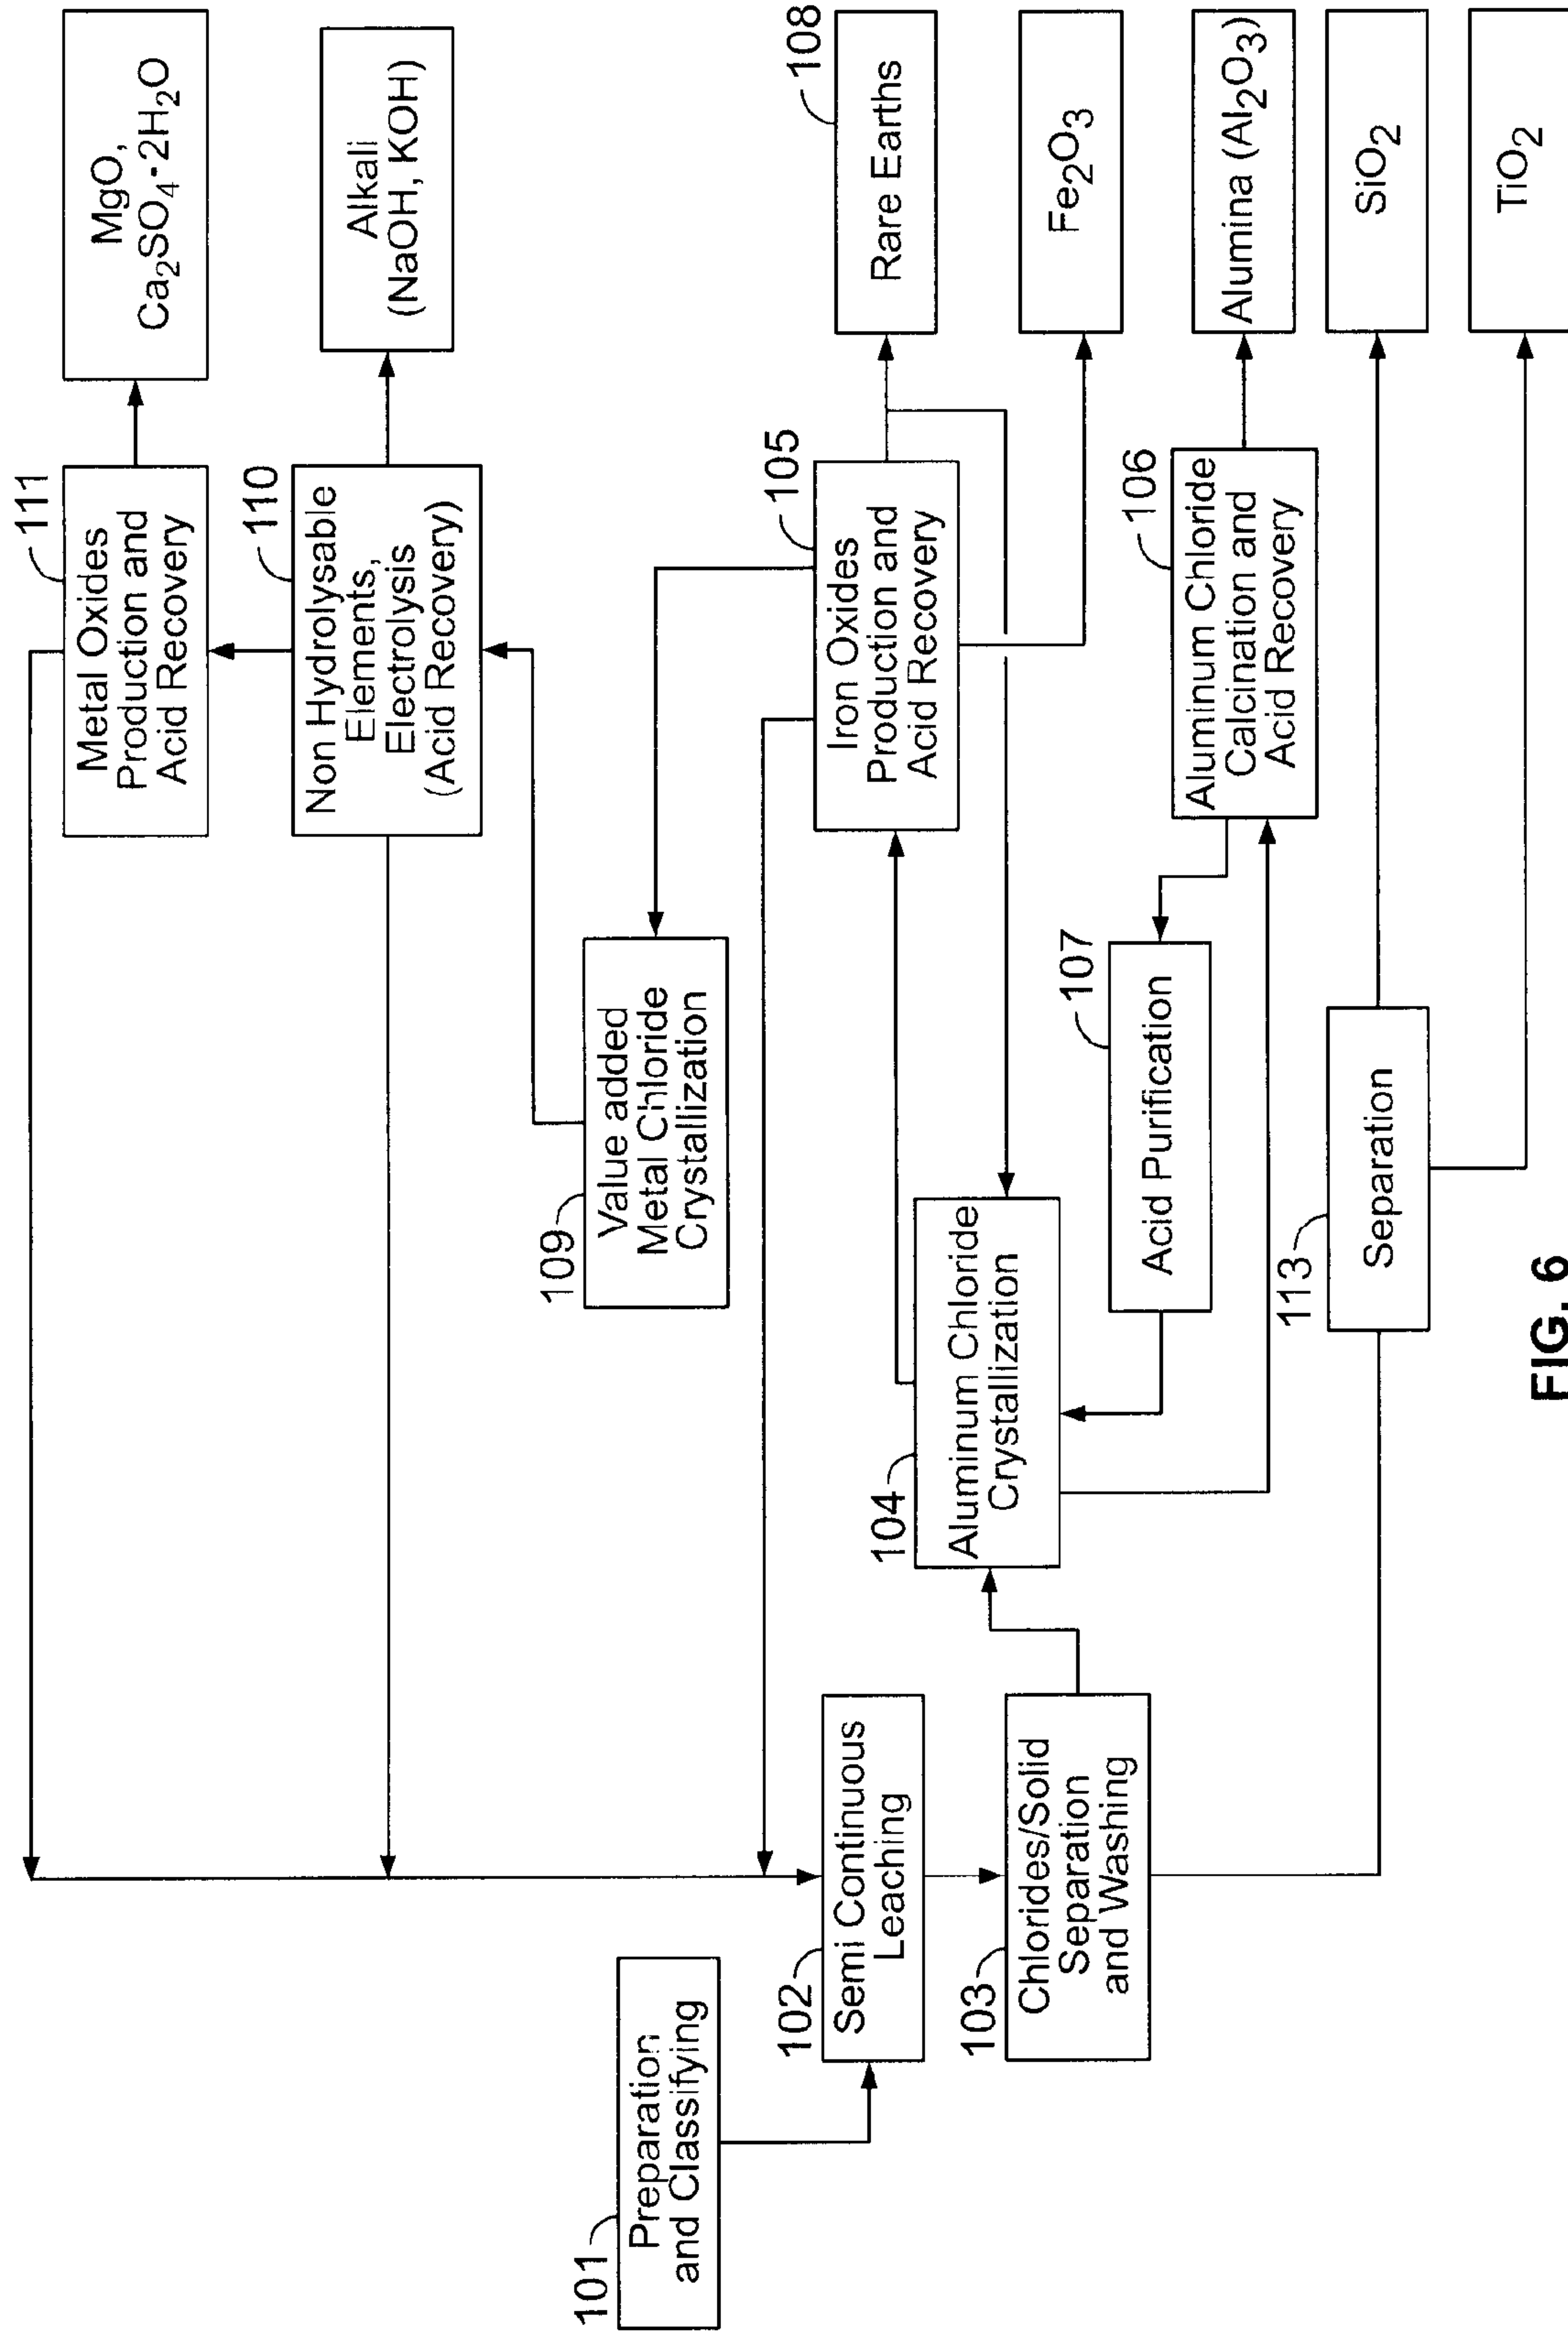 111
Metal Oxides
Production and
Acid Recovery
MgO,
Ca₂SO₄·2H₂O
110
Non Hydrolysable
Elements,
Electrolysis
(Acid Recovery)
Alkali
(NaOH, KOH)
109
Value added
Metal Chloride
Crystallization
101
Preparation
and Classifying
102
Semi Continuous
Leaching
103
Chlorides/Solid
Separation
and Washing
104
Aluminum Chloride
Crystallization
105
Iron Oxides
Production and
Acid Recovery
108
Rare Earths
Fe₂O₃
107
Acid Purification
106
Aluminum Chloride
Calcination and
Acid Recovery
Alumina (Al₂O₃)
113
Separation
SiO₂
TiO₂
FIG. 6